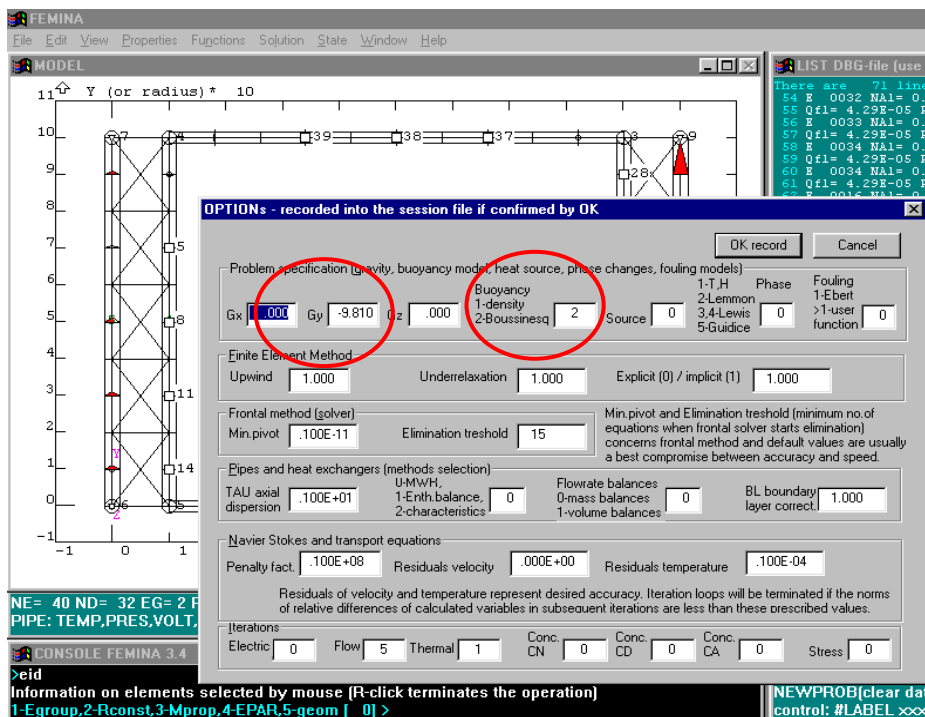 FEMINA
File Edit View Properties Functions Solution State Window Help
MODEL
LIST DBG-file (use
There are 71 line
54 E 0032 NA1= 0.
55 Qf1= 4.29E-05 P
56 E 0033 NA1= 0.
57 Qf1= 4.29E-05 P
58 E 0034 NA1= 0.
59 Qf1= 4.29E-05 P
60 E 0034 NA1= 0.
61 Qf1= 4.29E-05 P
Y (or radius)* 10
11
10
9
8
7
6
5
4
3
2
1
0
-1
-1 0 1
7 4 39 38 37 3 9
28
5
8
11
14
6 5
Y
Z
OPTIONs - recorded into the session file if confirmed by OK
OK record Cancel
Problem specification (gravity, buoyancy model, heat source, phase changes, fouling models)
Gx .000 Gy -9.810 Gz .000
Buoyancy
1-density
2-Boussinesq 2
Source 0
1-T,H Phase
2-Lemmon
3,4-Lewis 0
5-Guidice
Fouling
1-Ebert
>1-user
function 0
Finite Element Method
Upwind 1.000 Underrelaxation 1.000 Explicit (0) / implicit (1) 1.000
Frontal method (solver)
Min.pivot .100E-11 Elimination treshold 15
Min.pivot and Elimination treshold (minimum no.of
equations when frontal solver starts elimination)
concerns frontal method and default values are usually
a best compromise between accuracy and speed.
Pipes and heat exchangers (methods selection)
TAU axial
dispersion .100E+01
0-MWR,
1-Enth.balance, 0
2-characteristics
Flowrate balances
0-mass balances 0
1-volume balances
BL boundary
layer correct. 1.000
Navier Stokes and transport equations
Penalty fact. .100E+08 Residuals velocity .000E+00 Residuals temperature .100E-04
Residuals of velocity and temperature represent desired accuracy. Iteration loops will be terminated if the norms
of relative differences of calculated variables in subsequent iterations are less than these prescribed values.
Iterations
Electric 0 Flow 5 Thermal 1 Conc. CN 0 Conc. CD 0 Conc. CA 0 Stress 0
NE= 40 ND= 32 EG= 2
PIPE: TEMP,PRES,VOLT,
CONSOLE FEMINA 3.4
>eid
Information on elements selected by mouse (R-click terminates the operation)
1-Egroup,2-Rconst,3-Mprop,4-EPAR,5-geom [ 0] >
NEWPROB(clear dat
control: #LABEL xxx